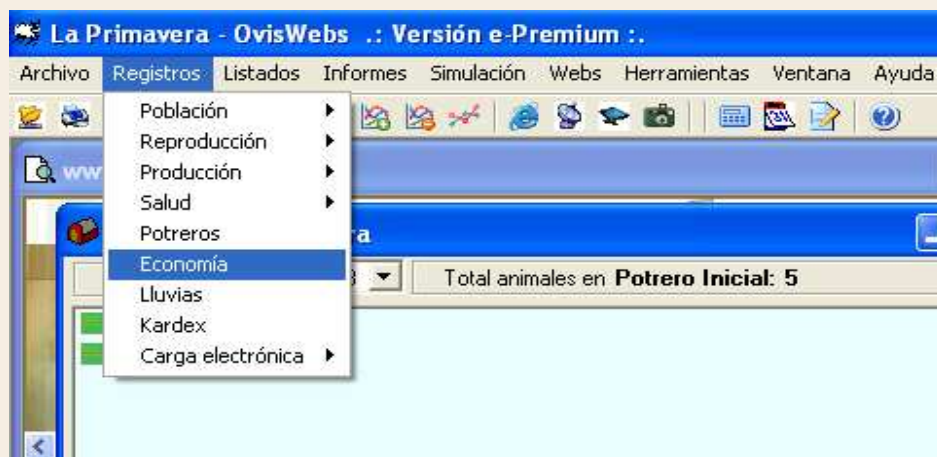 La Primavera - OvisWebs .: Versión e-Premium :.
Archivo Registros Listados Informes Simulación Webs Herramientas Ventana Ayuda
Población
Reproducción
Producción
Salud
Potreros
Economía
Lluvias
Kardex
Carga electrónica
Total animales en Potrero Inicial: 5